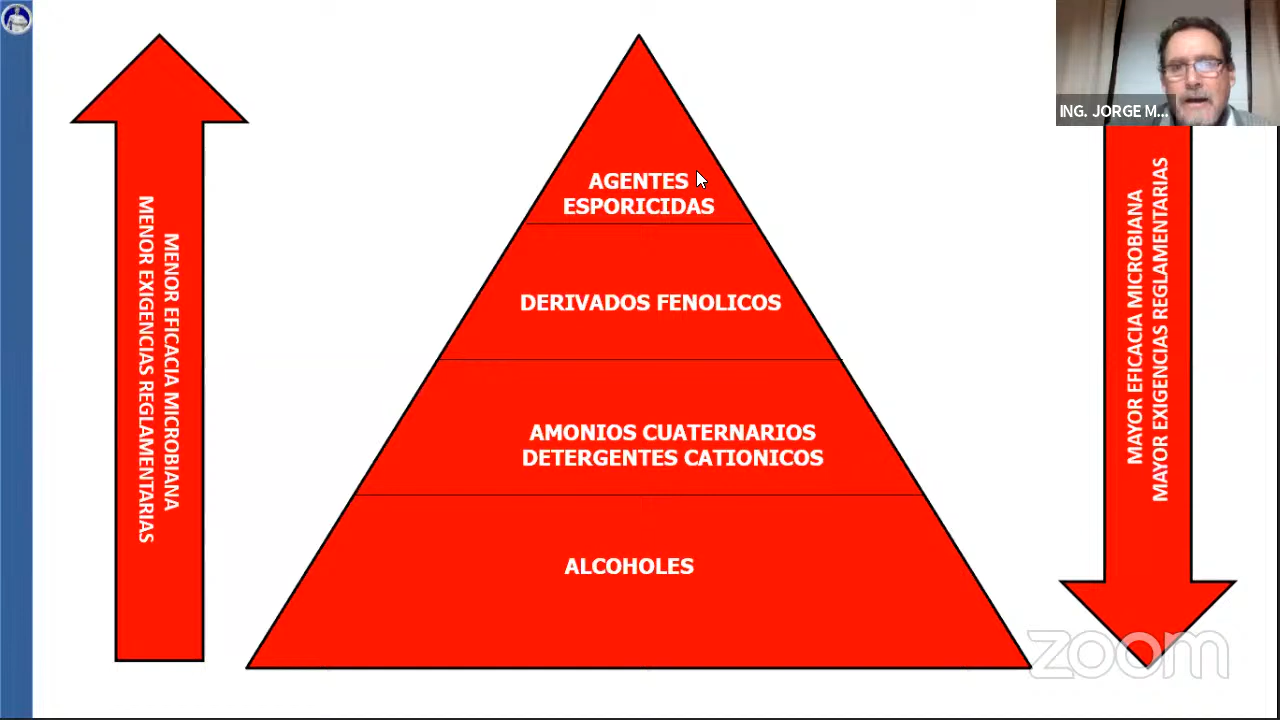 ING. JORGE M...
AGENTES
ESPORICIDAS
DERIVADOS FENOLICOS
AMONIOS CUATERNARIOS
DETERGENTES CATIONICOS
ALCOHOLES
MENOR EFICACIA MICROBIANA
MENOR EXIGENCIAS REGLAMENTARIAS
MAYOR EFICACIA MICROBIANA
MAYOR EXIGENCIAS REGLAMENTARIAS
zoom